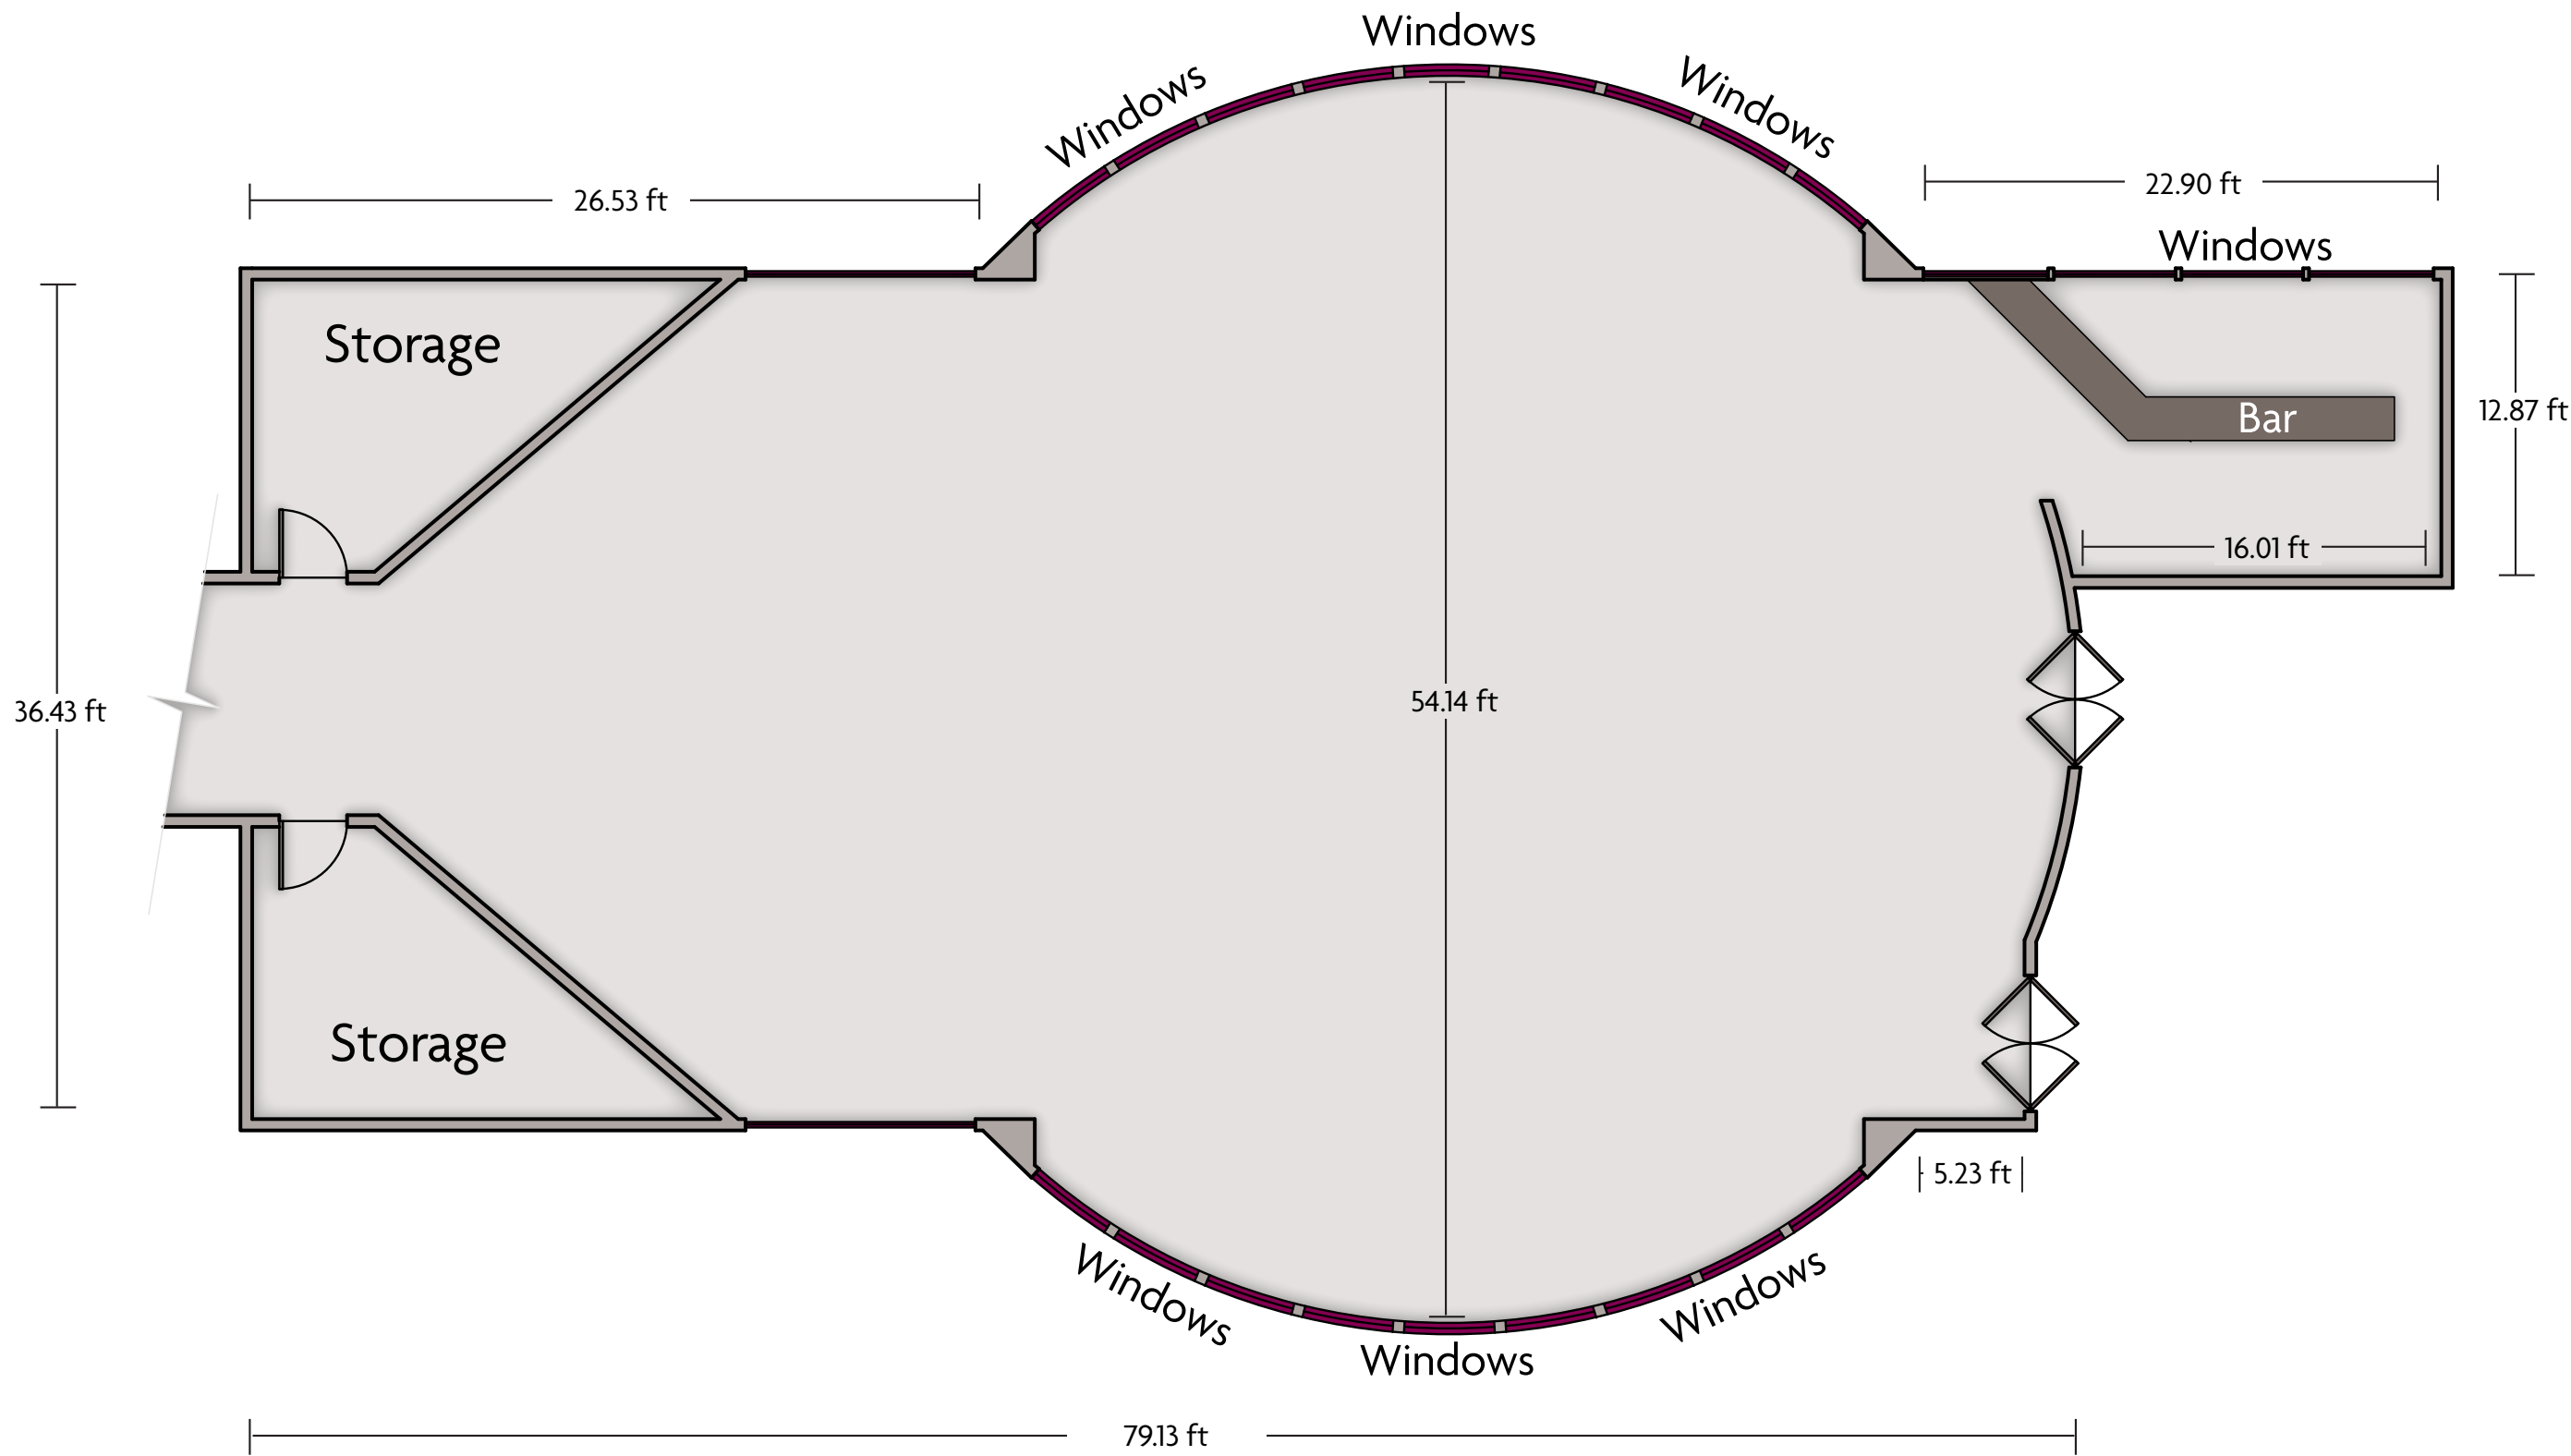 Windows
Windows
Windows
26.53 ft
22.90 ft
Windows
Storage
12.87 ft
Bar
16.01 ft
36.43 ft
54.14 ft
Storage
5.23 ft
Windows
Windows
Windows
79.13 ft